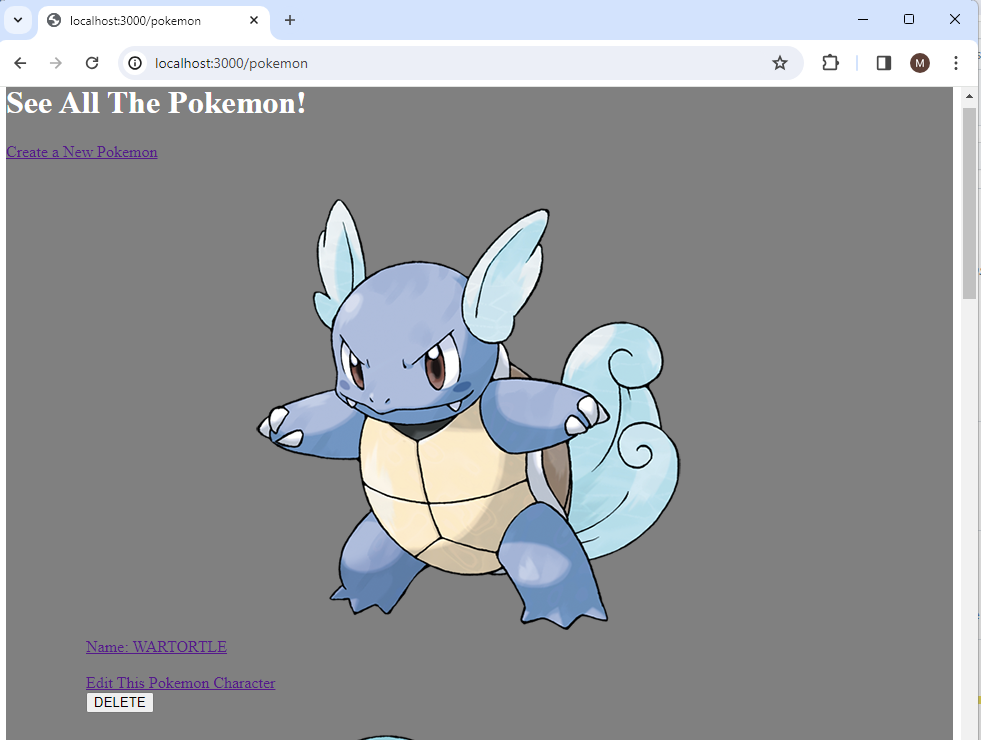 localhost:3000/pokemon
localhost:3000/pokemon
M
See All The Pokemon!
Create a New Pokemon
Name: WARTORTLE
Edit This Pokemon Character
DELETE